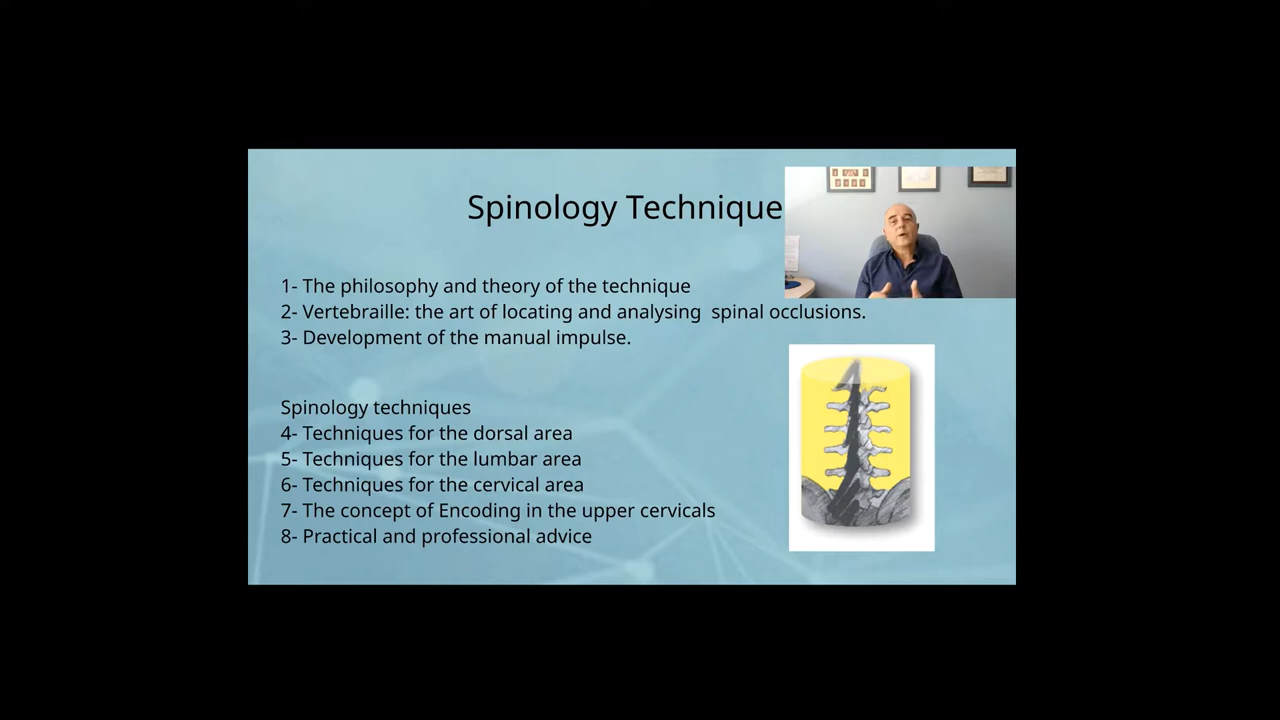 Spinology Technique
1- The philosophy and theory of the technique
2- Vertebraille: the art of locating and analysing  spinal occlusions.
3- Development of the manual impulse.
Spinology techniques
4- Techniques for the dorsal area
5- Techniques for the lumbar area
6- Techniques for the cervical area
7- The concept of Encoding in the upper cervicals
8- Practical and professional advice